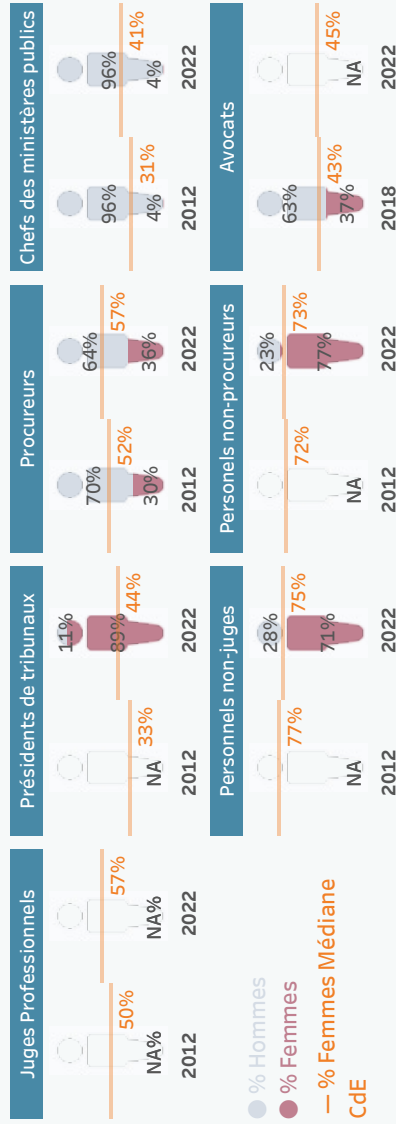 Juges Professionnels
50%
57%
NA%
NA%
2012
2022
Présidents de tribunaux
11%
89%
33%
44%
NA
2012
2022
Procureurs
70%
64%
52%
57%
30%
36%
2012
2022
Chefs des ministères publics
96%
96%
31%
41%
4%
4%
2012
2022
% Hommes
% Femmes
% Femmes Médiane
CdE
Personnels non-juges
28%
77%
75%
NA
71%
2012
2022
Personels non-procureurs
23%
72%
73%
NA
77%
2012
2022
Avocats
63%
43%
45%
37%
NA
2018
2022